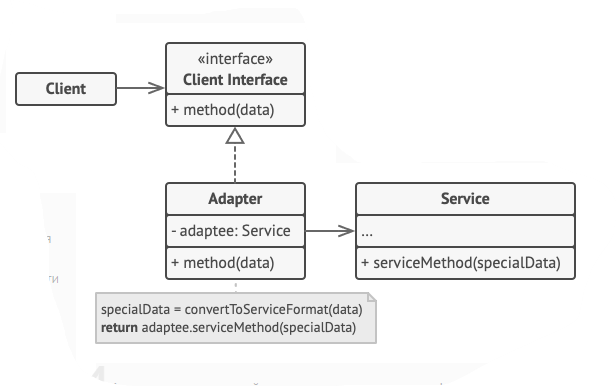 «interface»
Client Interface
Client
+ method(data)
Adapter
- adaptee: Service
+ method(data)
Service
...
+ serviceMethod(specialData)
specialData = convertToServiceFormat(data)
return adaptee.serviceMethod(specialData)